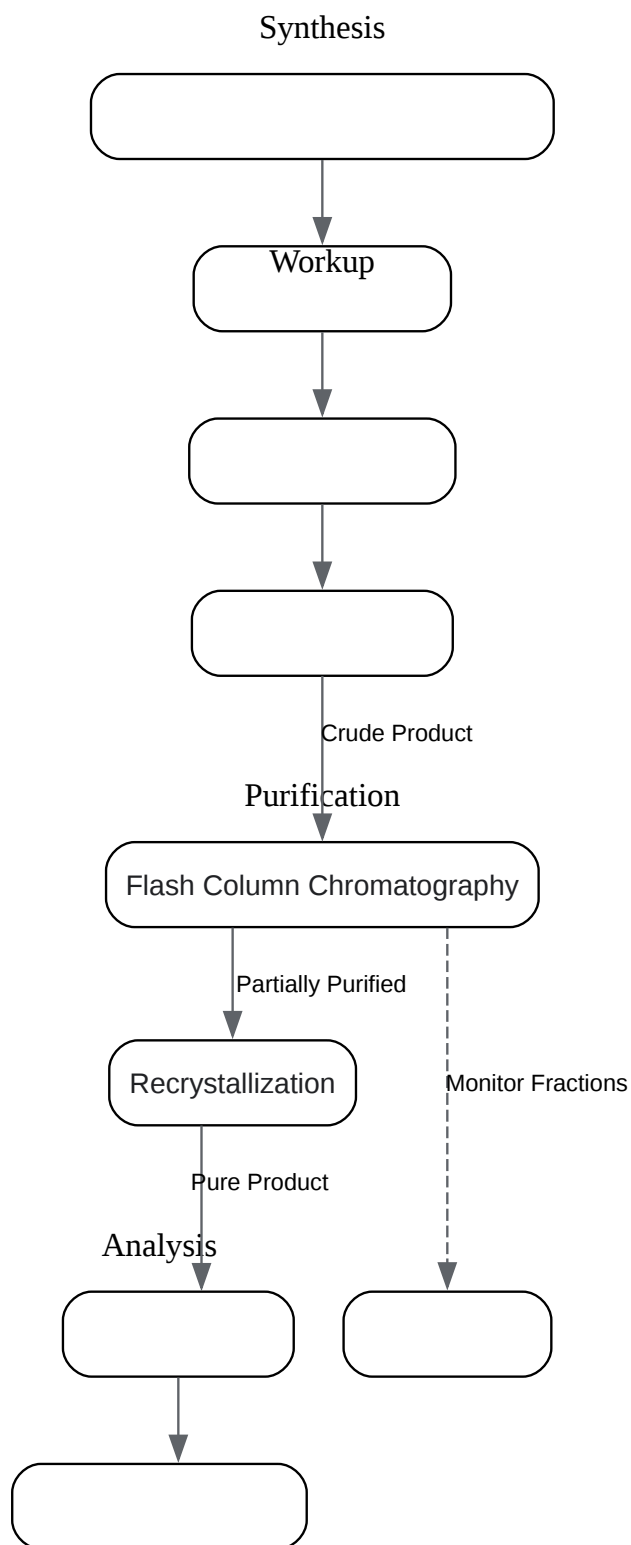 Synthesis
Workup
Crude Product
Purification
Flash Column Chromatography
Partially Purified
Recrystallization
Monitor Fractions
Pure Product
Analysis